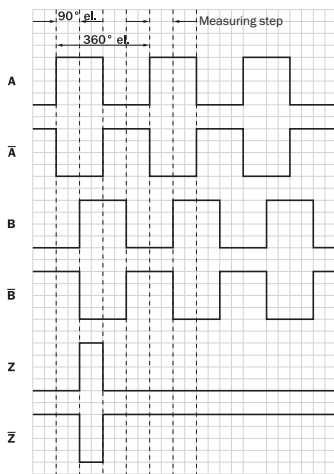 90° el.
Measuring step
360° el.
A
A̅
B
B̅
Z
Z̅